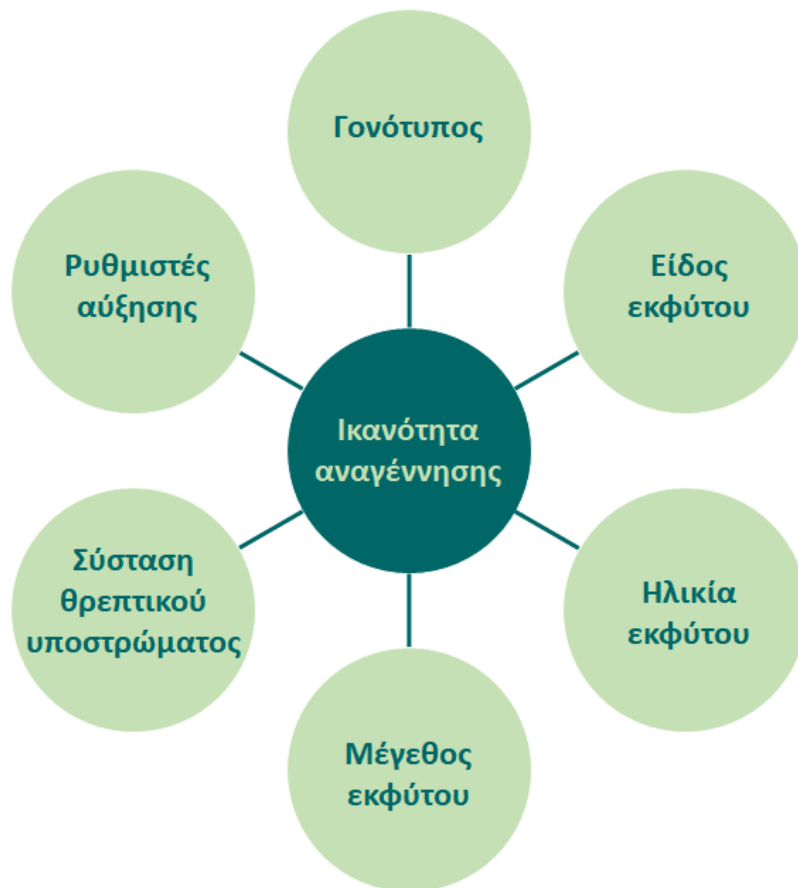 Γονότυπος
Ρυθμιστές
αύξησης
Είδος
εκφύτου
Ικανότητα
αναγέννησης
Σύσταση
θρεπτικού
υποστρώματος
Ηλικία
εκφύτου
Μέγεθος
εκφύτου